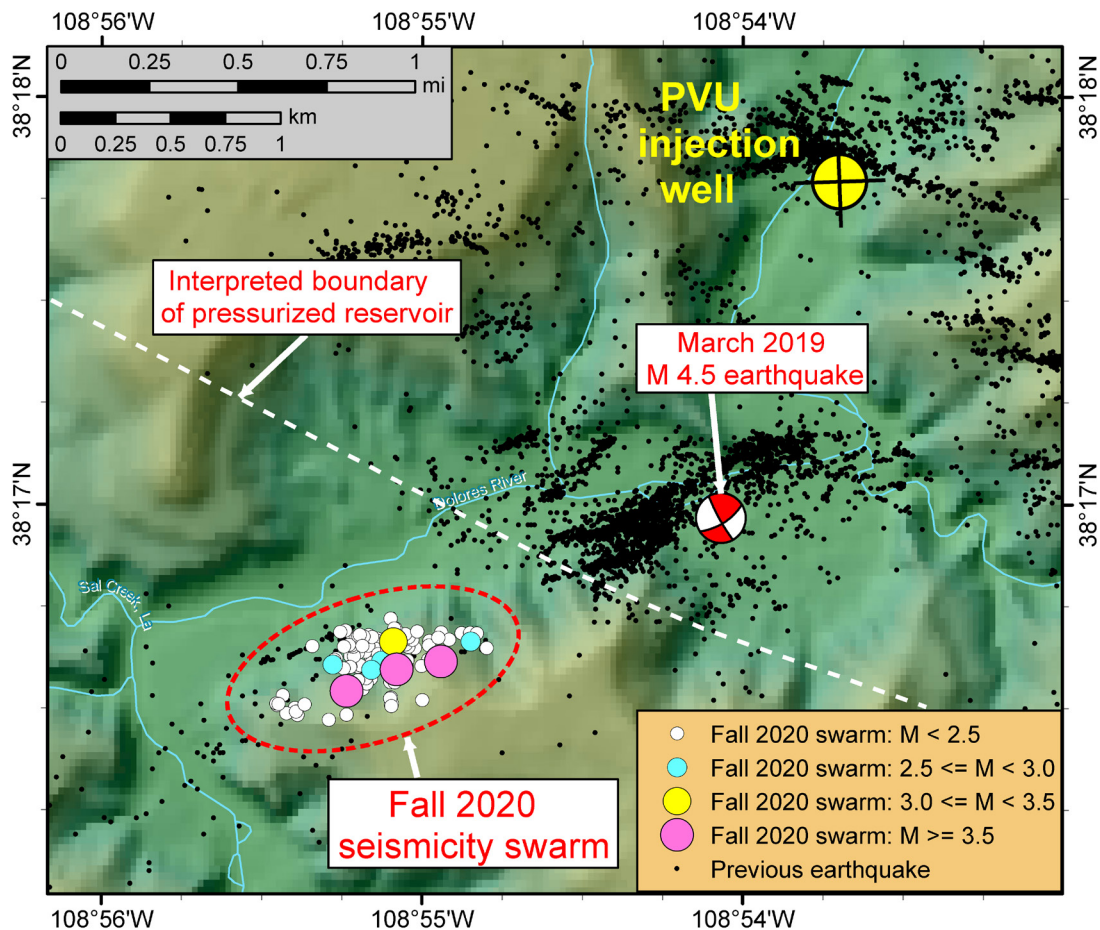 108°56'W 108°55'W 108°54'W
0 0.25 0.5 0.75 1
mi
km
0 0.25 0.5 0.75 1
38°18'N
38°18'N
PVU
injection
well
Interpreted boundary
of pressurized reservoir
March 2019
M 4.5 earthquake
38°17'N
Dolores River
38°17'N
Sal Creek, La
Fall 2020
seismicity swarm
Fall 2020 swarm: M < 2.5
Fall 2020 swarm: 2.5 <= M < 3.0
Fall 2020 swarm: 3.0 <= M < 3.5
Fall 2020 swarm: M >= 3.5
Previous earthquake
108°56'W 108°55'W 108°54'W